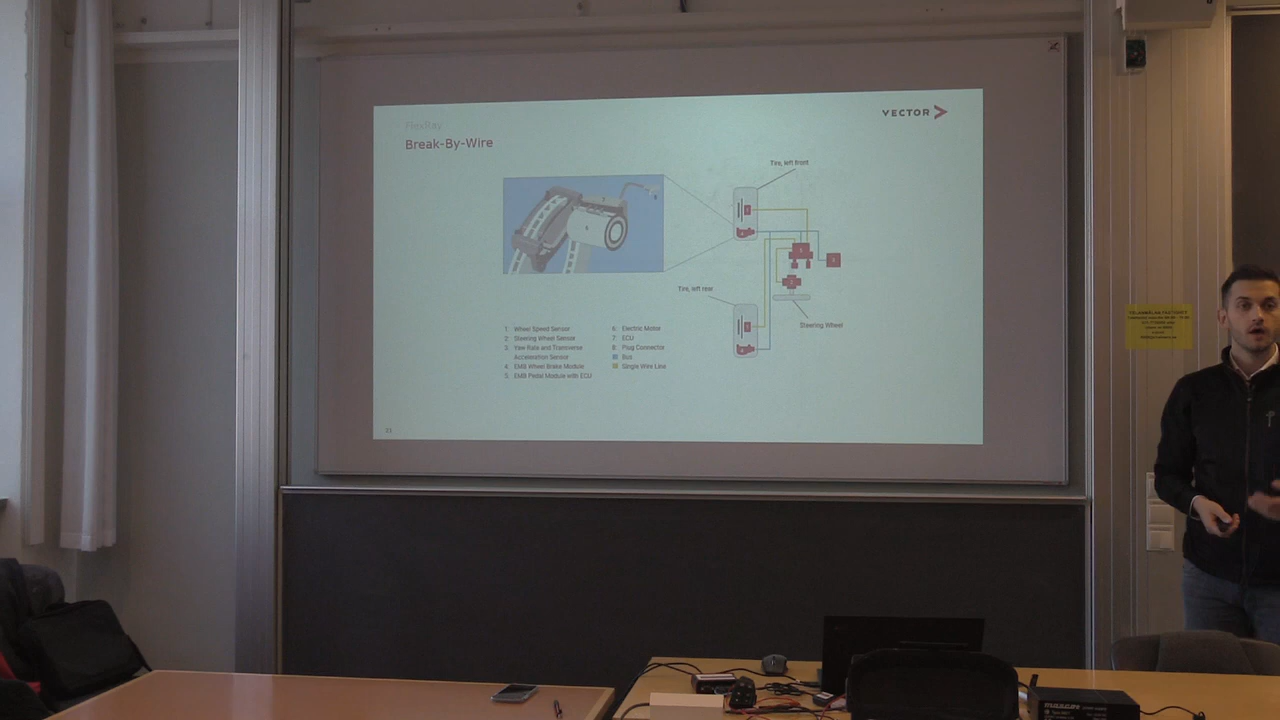 FlexRay
Break-By-Wire
VECTOR
Tire, left front
Tire, left rear
Steering Wheel
1: Wheel Speed Sensor
2: Steering Wheel Sensor
3: Yaw Rate and Transverse
Acceleration Sensor
4: EMB Wheel Brake Module
5: EMB Pedal Module with ECU
6: Electric Motor
7: ECU
8: Plug Connector
Bus
Single Wire Line